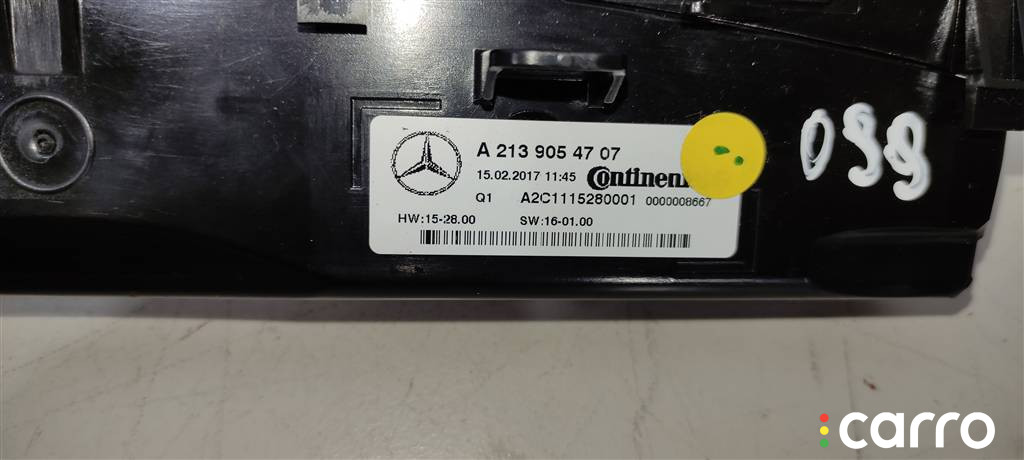 A 213 905 47 07
15.02.2017 11:45 Continen
Q1 A2C1115280001 0000008667
HW:15-28.00 SW:16-01.00
carro